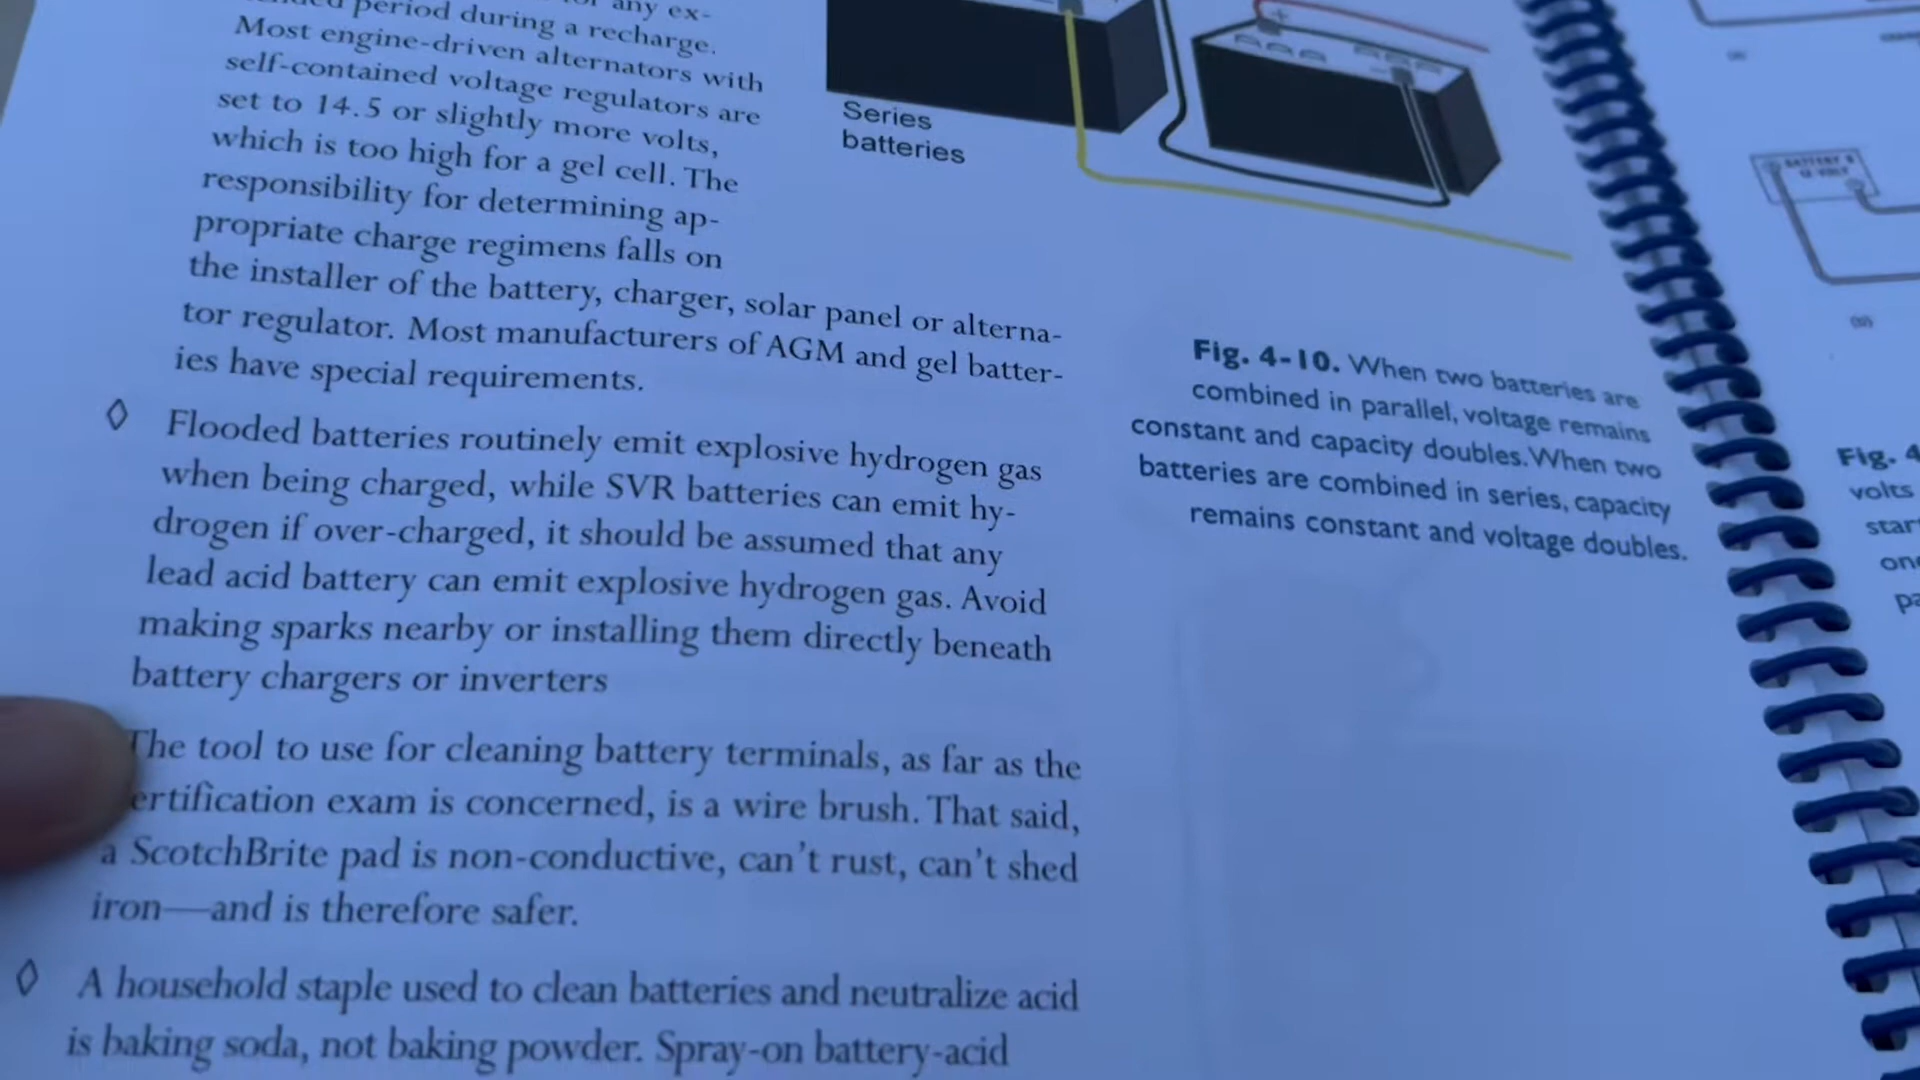 any ex-
period during a recharge.
Most engine-driven alternators with
self-contained voltage regulators are
set to 14.5 or slightly more volts,
which is too high for a gel cell. The
responsibility for determining ap-
propriate charge regimens falls on
the installer of the battery, charger, solar panel or alterna-
tor regulator. Most manufacturers of AGM and gel batter-
ies have special requirements.
◊ Flooded batteries routinely emit explosive hydrogen gas
when being charged, while SVR batteries can emit hy-
drogen if over-charged, it should be assumed that any
lead acid battery can emit explosive hydrogen gas. Avoid
making sparks nearby or installing them directly beneath
battery chargers or inverters
The tool to use for cleaning battery terminals, as far as the
ertification exam is concerned, is a wire brush. That said,
a ScotchBrite pad is non-conductive, can't rust, can't shed
iron—and is therefore safer.
◊ A household staple used to clean batteries and neutralize acid
is baking soda, not baking powder. Spray-on battery-acid
Series
batteries
+
Fig. 4-10. When two batteries are
combined in parallel, voltage remains
constant and capacity doubles. When two
batteries are combined in series, capacity
remains constant and voltage doubles.
BATTERY
12 VOLT
(b)
Fig. 4
volts
star
one
pa